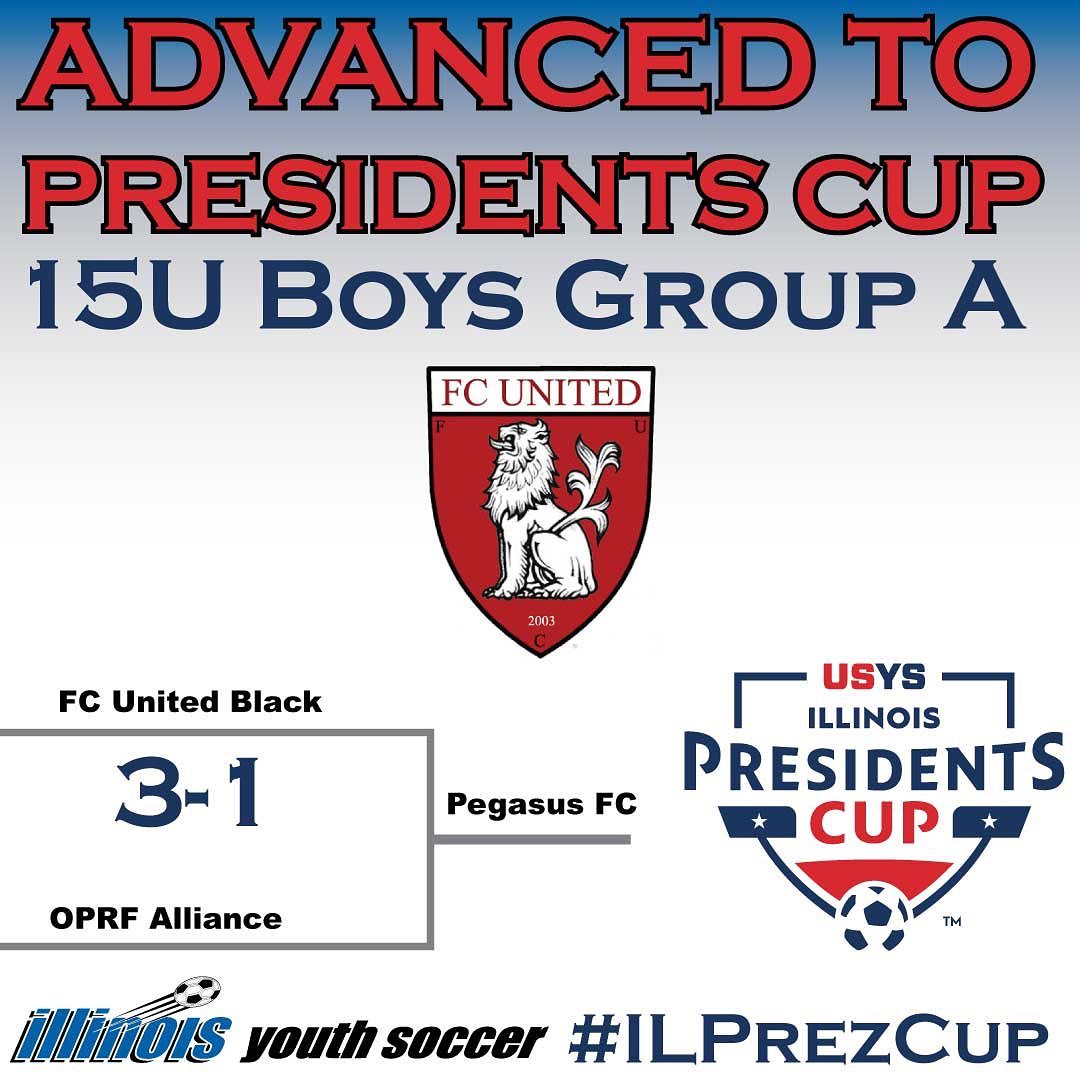 ADVANCED TO
PRESIDENTS CUP
15U BOYS GROUP A
FC UNITED
F U
2003
C
FC United Black
3-1
Pegasus FC
OPRF Alliance
USYS
ILLINOIS
PRESIDENTS
CUP
TM
illinois youth soccer
#ILPREZCUP